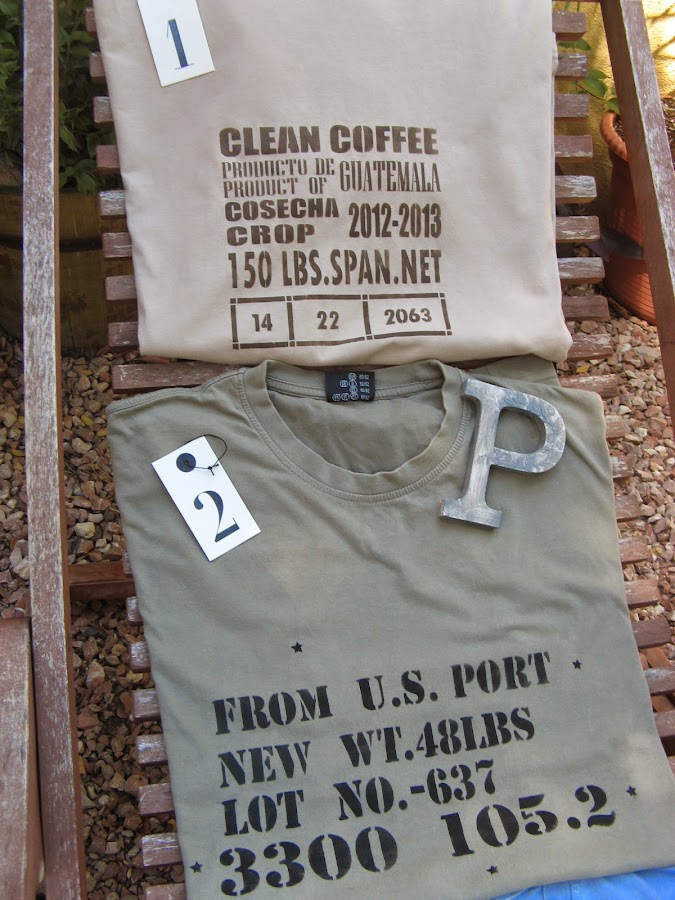 1
CLEAN COFFEE
PRODUCTO DE
PRODUCT OF GUATEMALA
COSECHA
CROP 2012-2013
150 LBS.SPAN.NET
14 22 2063
P
2
FROM U.S. PORT
NEW WT.48LBS
LOT NO.-637
3300 105.2